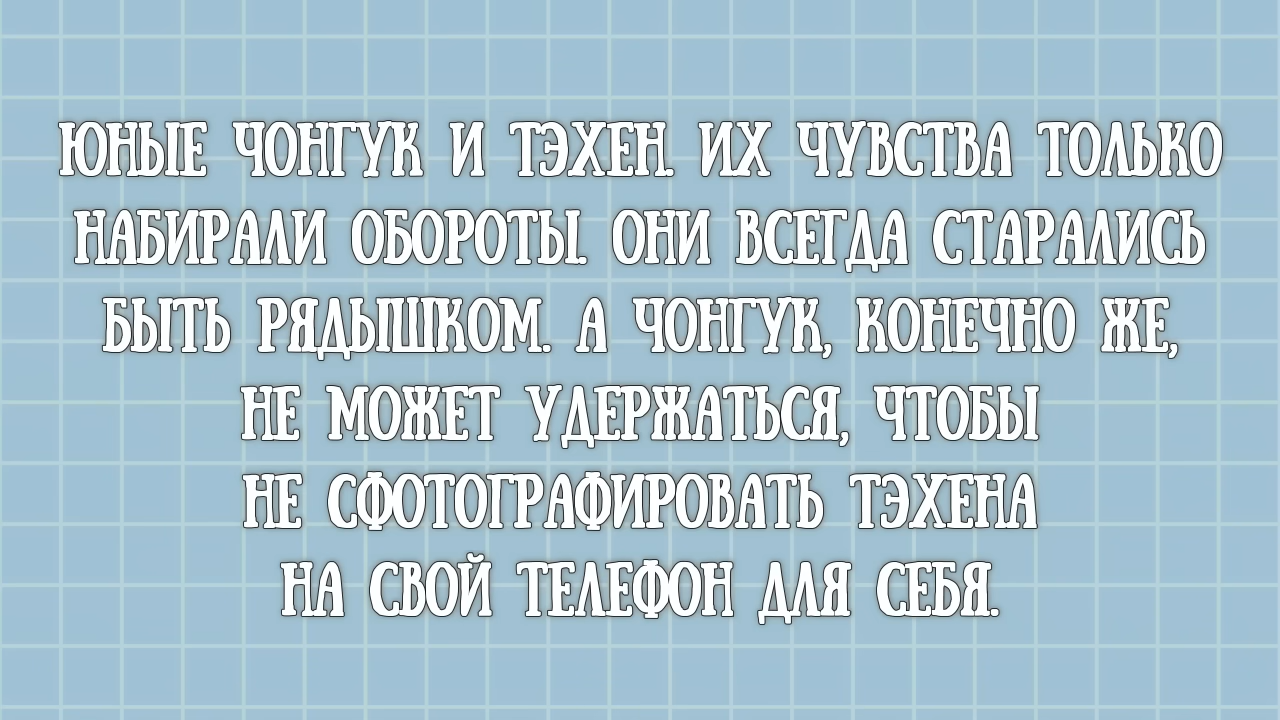 ЮНЫЕ ЧОНГУК И ТЭХЕН. ИХ ЧУВСТВА ТОЛЬКО
НАБИРАЛИ ОБОРОТЫ. ОНИ ВСЕГДА СТАРАЛИСЬ
БЫТЬ РЯДЫШКОМ. А ЧОНГУК, КОНЕЧНО ЖЕ,
НЕ МОЖЕТ УДЕРЖАТЬСЯ, ЧТОБЫ
НЕ СФОТОГРАФИРОВАТЬ ТЭХЕНА
НА СВОЙ ТЕЛЕФОН ДЛЯ СЕБЯ.